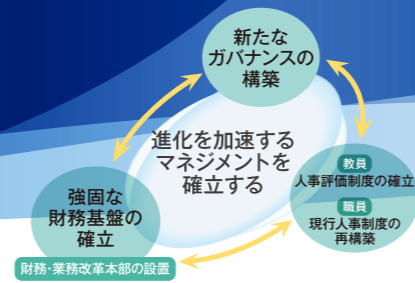 新たな
ガバナンスの
構築
進化を加速する
マネジメントを
確立する
教員
人事評価制度の確立
職員
現行人事制度の
再構築
強固な
財務基盤の
確立
財務・業務改革本部の設置